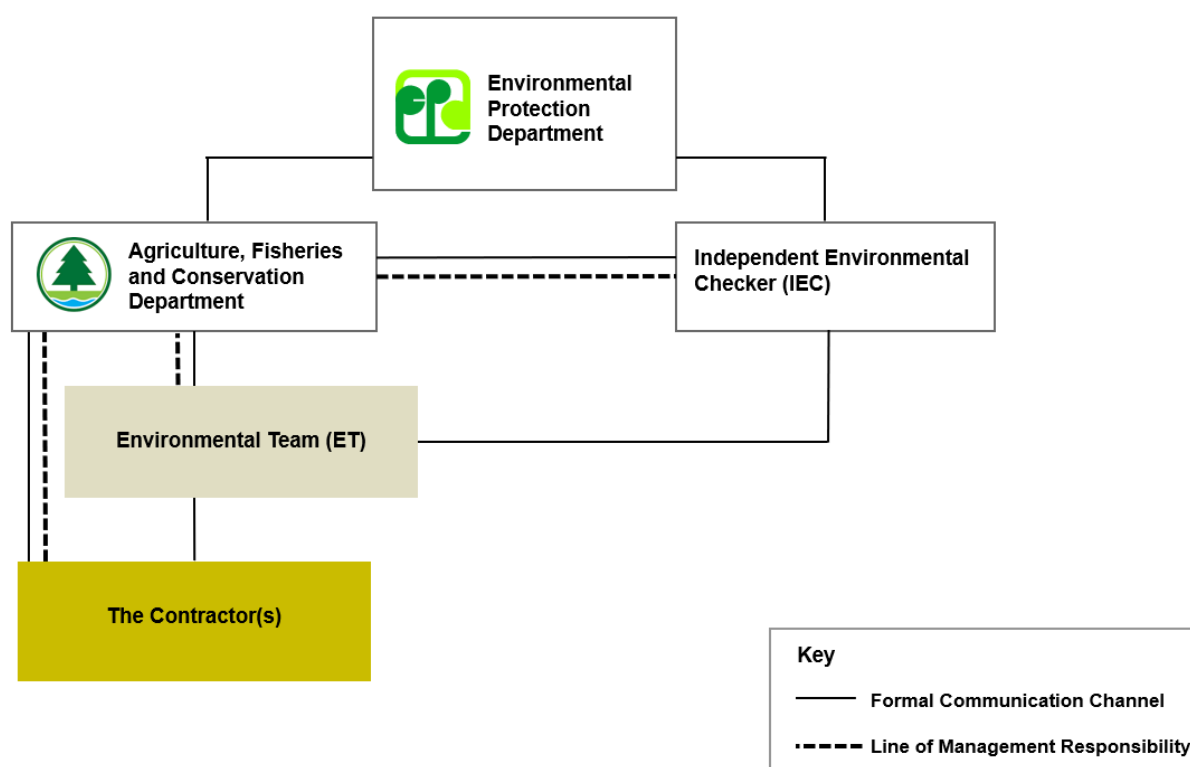 Environmental
Protection
Department
Agriculture, Fisheries
and Conservation
Department
Independent Environmental
Checker (IEC)
Environmental Team (ET)
The Contractor(s)
Key
Formal Communication Channel
Line of Management Responsibility